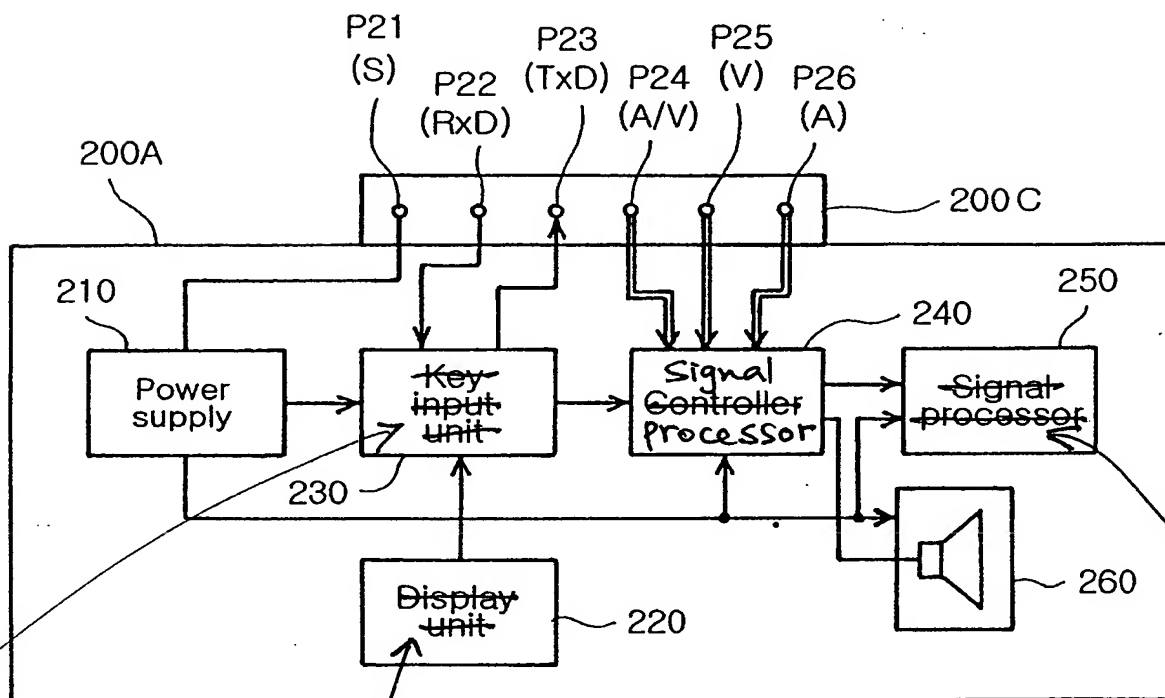 P21
(S)
P22
(RxD)
P23
(TxD)
P24
(A/V)
P25
(V)
P26
(A)
200A
200C
210
Power
supply
Key
input
unit
230
240
Signal
Controller
processor
250
Signal
processor
Display
unit
220
260